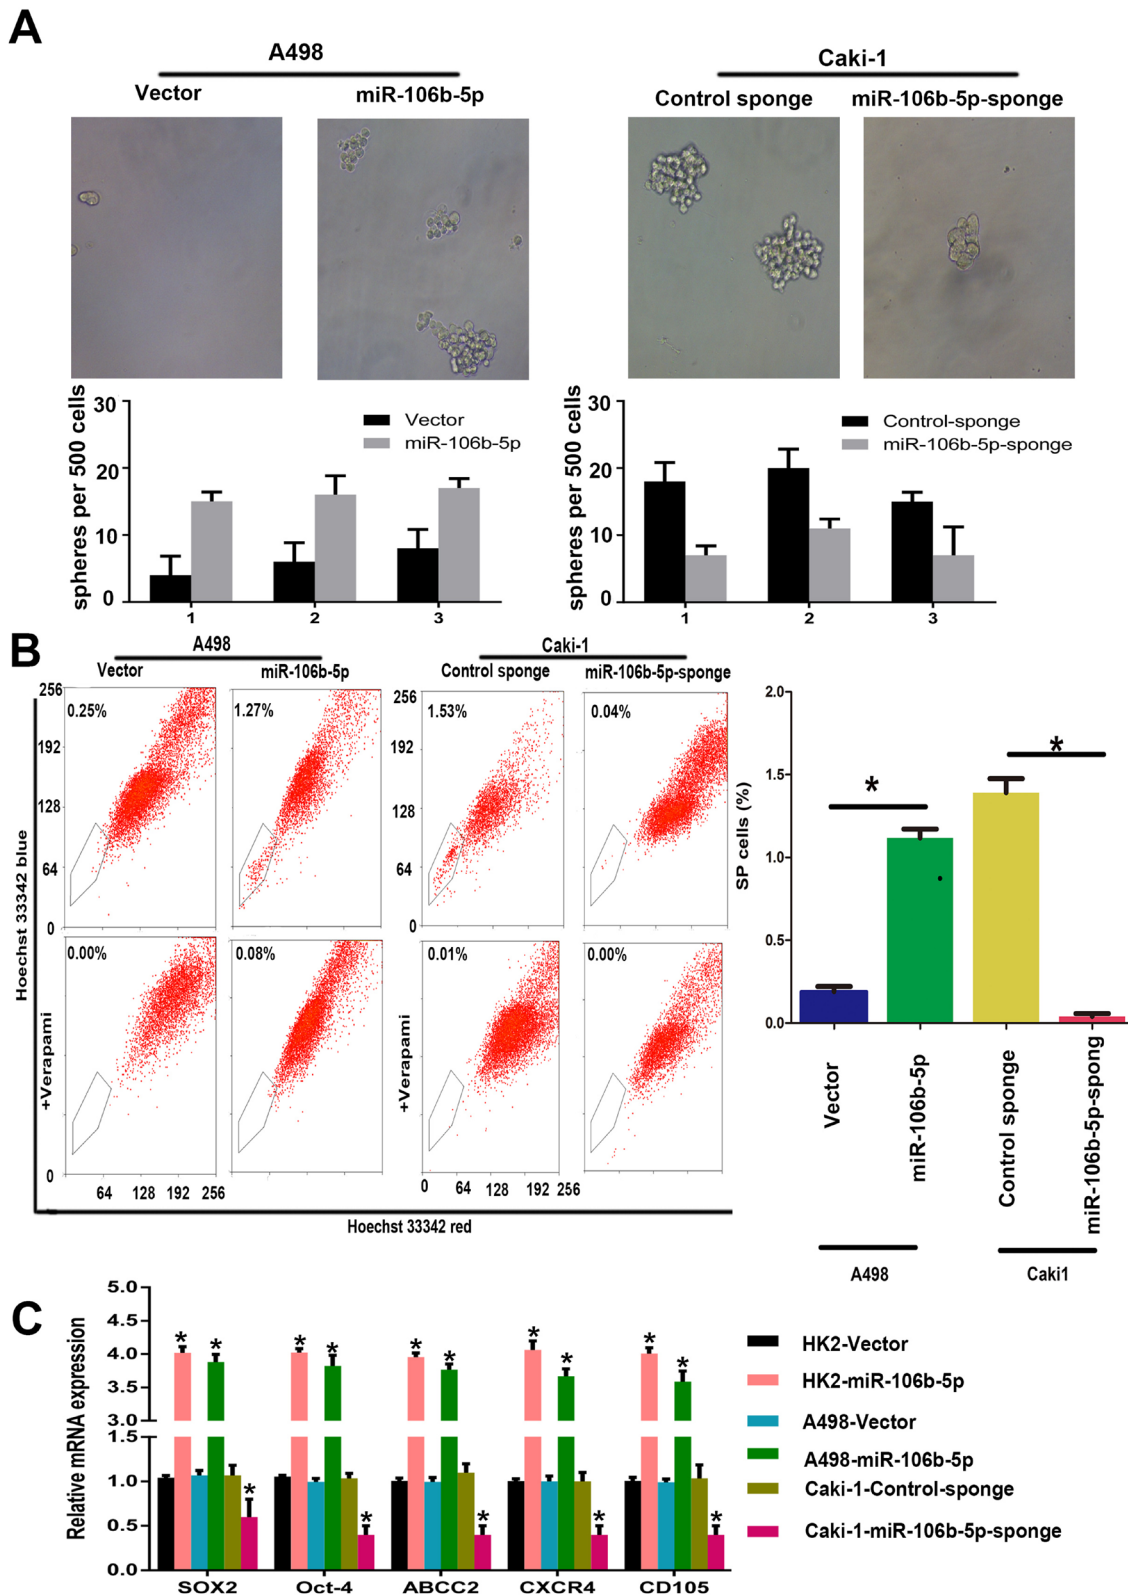 A
A498
Caki-1
Vector
miR-106b-5p
Control sponge
miR-106b-5p-sponge
spheres per 500 cells
30
20
10
0
Vector
miR-106b-5p
1
2
3
spheres per 500 cells
30
20
10
0
Control-sponge
miR-106b-5p-sponge
1
2
3
B
A498
Caki-1
Vector
miR-106b-5p
Control sponge
miR-106b-5p-sponge
Hoechst 33342 blue
256
192
128
64
0
0.25%
1.27%
256
192
128
64
0
1.53%
0.04%
+Verapami
0
0.00%
0.08%
+Verapami
0.01%
0.00%
64 128 192 256
0 64 128 192 256
Hoechst 33342 red
SP cells (%)
2.0
1.5
1.0
0.5
0.0
*
*
Vector
miR-106b-5p
Control sponge
miR-106b-5p-spong
A498
Caki1
C
Relative mRNA expression
5.0
4.5
4.0
3.5
3.0
1.5
1.0
0.5
0.0
* * * * * * * * * *
* * * * *
SOX2
Oct-4
ABCC2
CXCR4
CD105
HK2-Vector
HK2-miR-106b-5p
A498-Vector
A498-miR-106b-5p
Caki-1-Control-sponge
Caki-1-miR-106b-5p-sponge